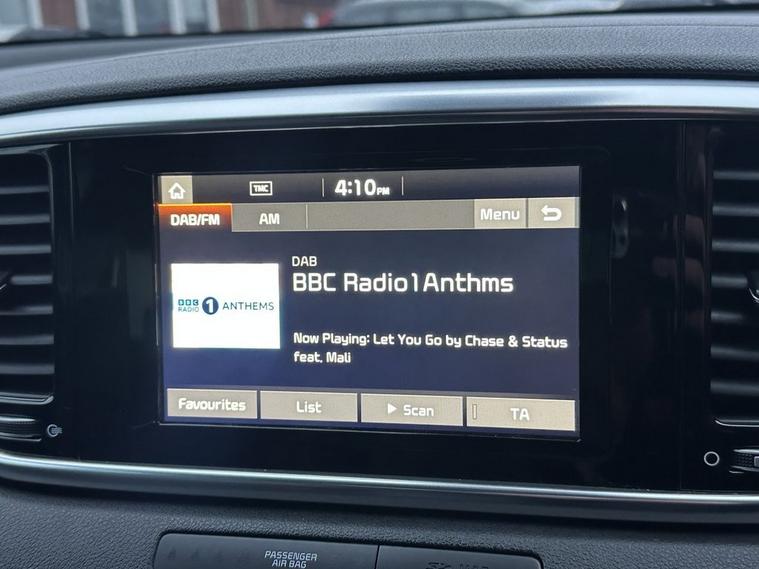 TMC
4:10PM
DAB/FM AM Menu
DAB
BBC Radio1Anthms
BBC
RADIO 1 ANTHEMS
Now Playing: Let You Go by Chase & Status
feat. Mali
Favourites List Scan TA
PASSENGER
AIR BAG